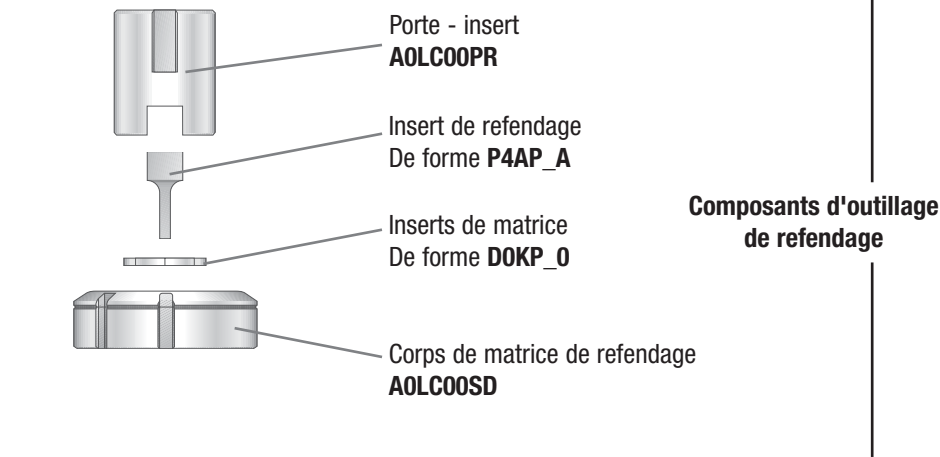 Porte - insert
A0LC00PR
Insert de refendage
De forme P4AP_A
Inserts de matrice
De forme D0KP_0
Corps de matrice de refendage
A0LC00SD
Composants d'outillage
de refendage